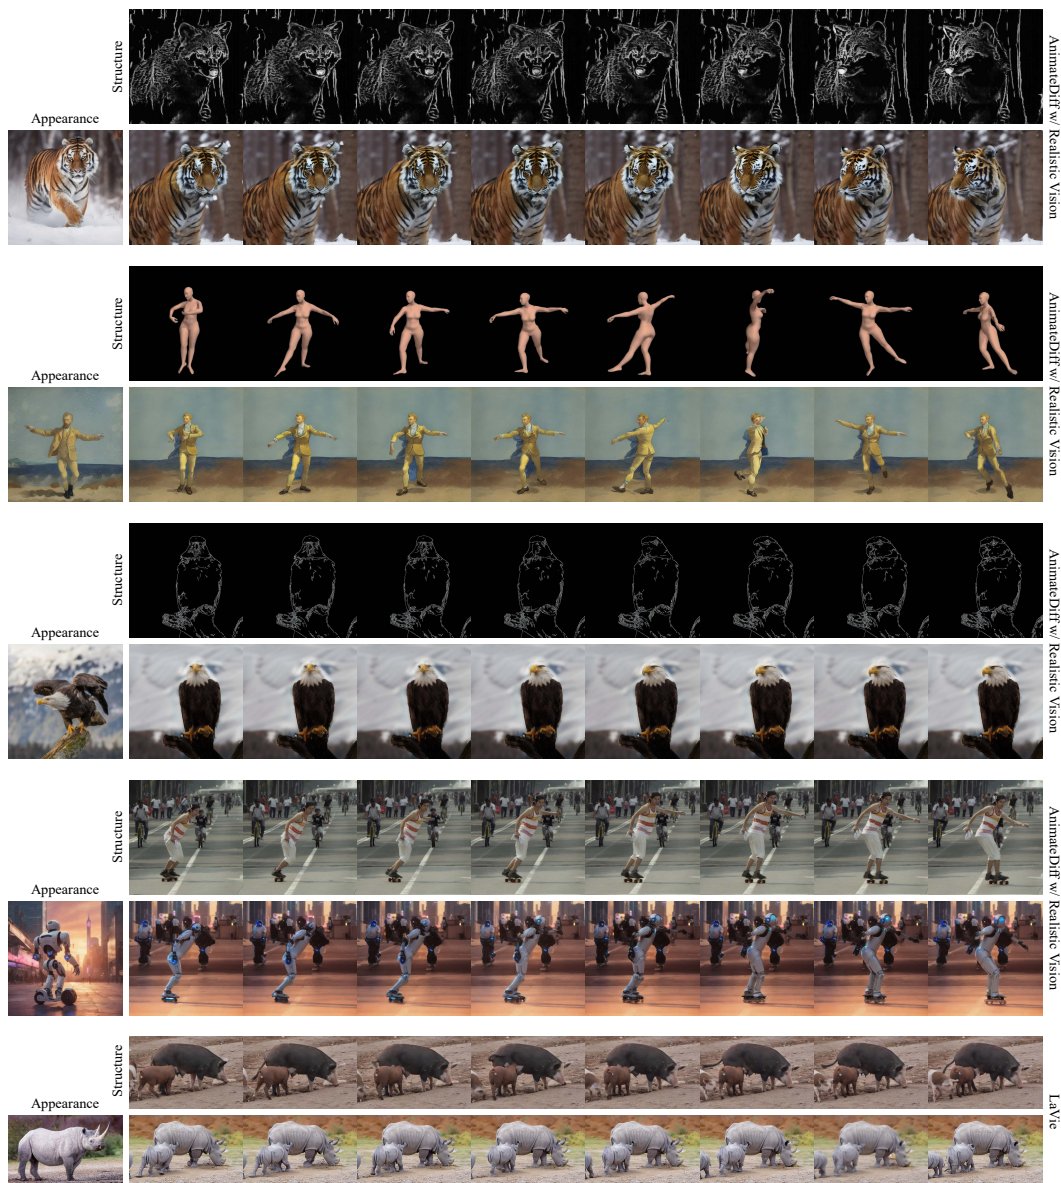 Structure
Appearance
AnimateDiff w/ Realistic Vision
Structure
Appearance
AnimateDiff w/ Realistic Vision
Structure
Appearance
AnimateDiff w/ Realistic Vision
Structure
Appearance
AnimateDiff w/ Realistic Vision
Structure
Appearance
LaVie